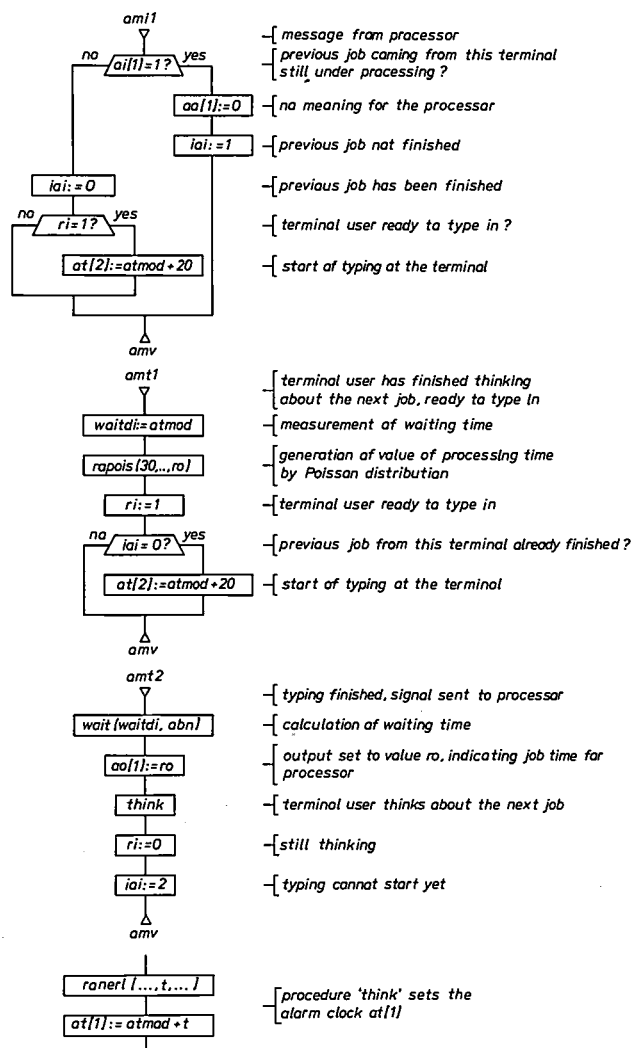 ami1
message from processor
no ai[1]=1? yes
previous job coming from this terminal
still under processing ?
ao[1]:=0
no meaning for the processor
iai:=1
previous job not finished
iai:=0
previous job has been finished
no ri=1? yes
terminal user ready to type in ?
at[2]:=atmod+20
start of typing at the terminal
amv
amt1
terminal user has finished thinking
about the next job, ready to type in
waitdi:=atmod
measurement of waiting time
rapois(30,..,ro)
generation of value of processing time
by Poissan distribution
ri:=1
terminal user ready to type in
no iai=0? yes
previous job from this terminal already finished ?
at[2]:=atmod+20
start of typing at the terminal
amv
amt2
typing finished, signal sent to processor
wait(waitdi, abn)
calculation of waiting time
ao[1]:=ro
output set to value ro, indicating job time for
processor
think
terminal user thinks about the next job
ri:=0
still thinking
iai:=2
typing cannot start yet
amv
ranerl (...,t,...)
procedure 'think' sets the
alarm clock at[1]
at[1]:=atmod+t